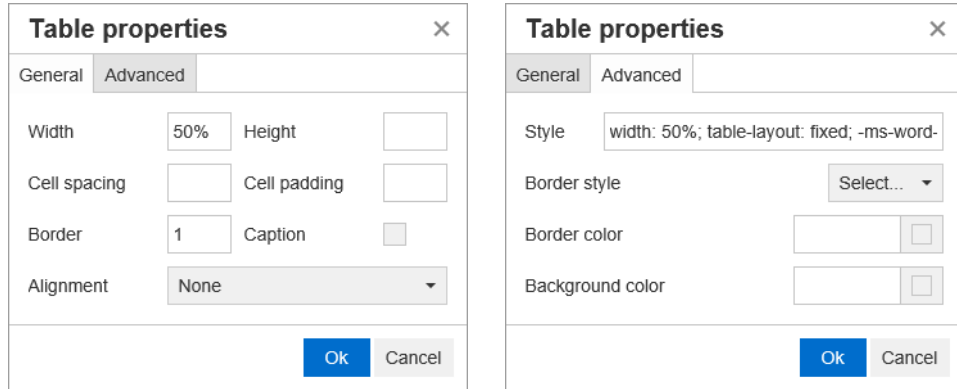 Table properties ×
General Advanced
Width 50% Height
Cell spacing Cell padding
Border 1 Caption
Alignment None
Ok Cancel
Table properties ×
General Advanced
Style width: 50%; table-layout: fixed; -ms-word-
Border style Select...
Border color
Background color
Ok Cancel